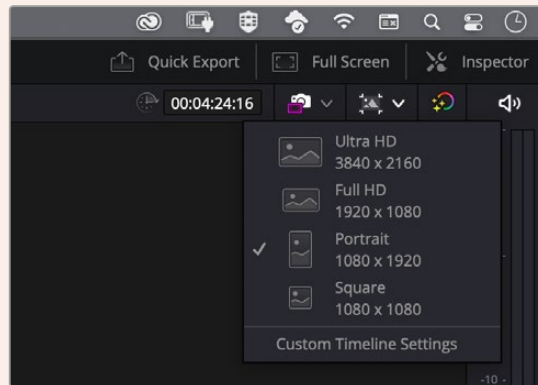 Quick Export
Full Screen
Inspector
00:04:24:16
Ultra HD
3840 x 2160
Full HD
1920 x 1080
Portrait
1080 x 1920
Square
1080 x 1080
Custom Timeline Settings
-10 -